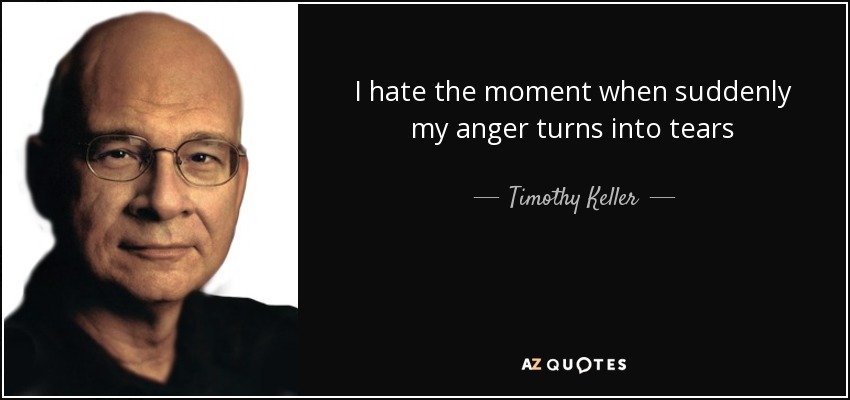 I hate the moment when suddenly
my anger turns into tears
— Timothy Keller —
AZ QUOTES